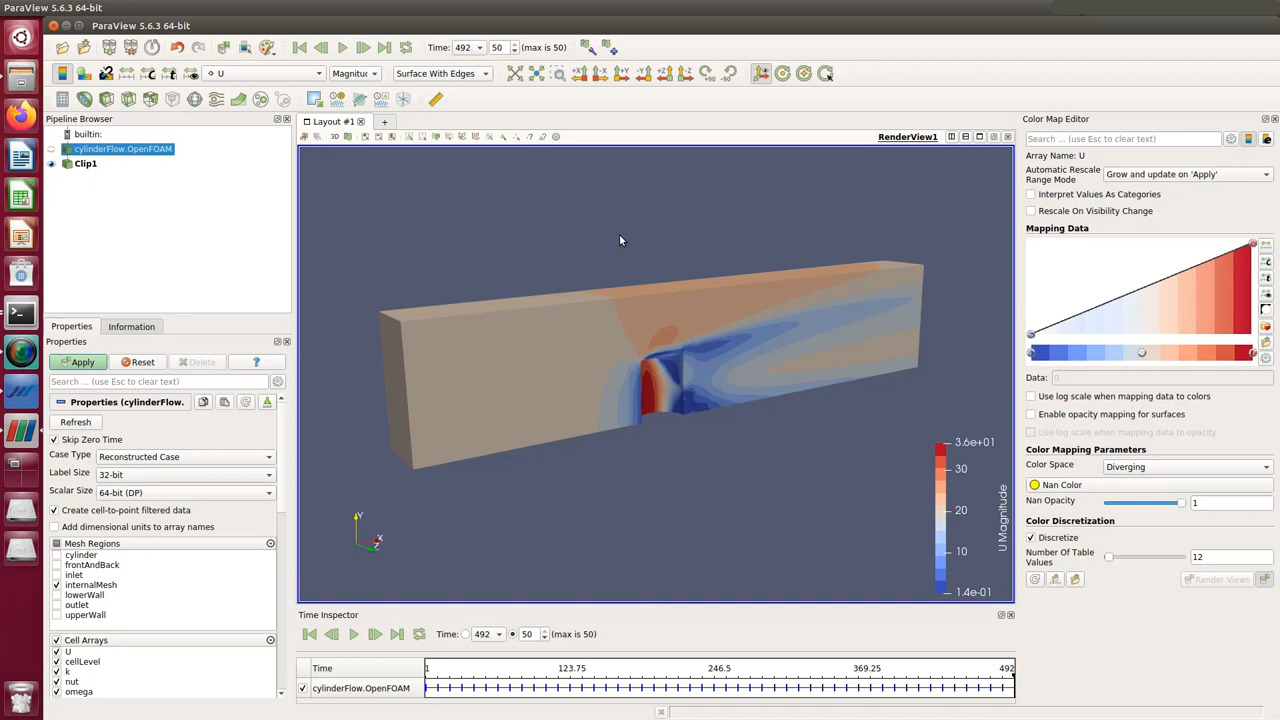 ParaView 5.6.3 64-bit
ParaView 5.6.3 64-bit
Time: 492 50 (max is 50)
U Magnituc Surface With Edges
+X -X +Y -Y +Z -Z +90 -90
Pipeline Browser
builtin:
cylinderFlow.OpenFOAM
Clip1
Properties Information
Properties
Apply Reset Delete ?
Search ... (use Esc to clear text)
Properties (cylinderFlow.
Refresh
Skip Zero Time
Case Type Reconstructed Case
Label Size 32-bit
Scalar Size 64-bit (DP)
Create cell-to-point filtered data
Add dimensional units to array names
Mesh Regions
cylinder
frontAndBack
inlet
internalMesh
lowerWall
outlet
upperWall
Cell Arrays
U
cellLevel
k
nut
omega
Layout #1 +
3D RenderView1
Y
X
Z
3.6e+01
30
20
10
1.4e-01
U Magnitude
Time Inspector
Time: 492 50 (max is 50)
Time 1 123.75 246.5 369.25 492
cylinderFlow.OpenFOAM
Color Map Editor
Search ... (use Esc to clear text)
Array Name: U
Automatic Rescale
Range Mode
Grow and update on 'Apply'
Interpret Values As Categories
Rescale On Visibility Change
Mapping Data
Data: 0
Use log scale when mapping data to colors
Enable opacity mapping for surfaces
Use log scale when mapping data to opacity
Color Mapping Parameters
Color Space Diverging
Nan Color
Nan Opacity 1
Color Discretization
Discretize
Number Of Table
Values
12
Render Views